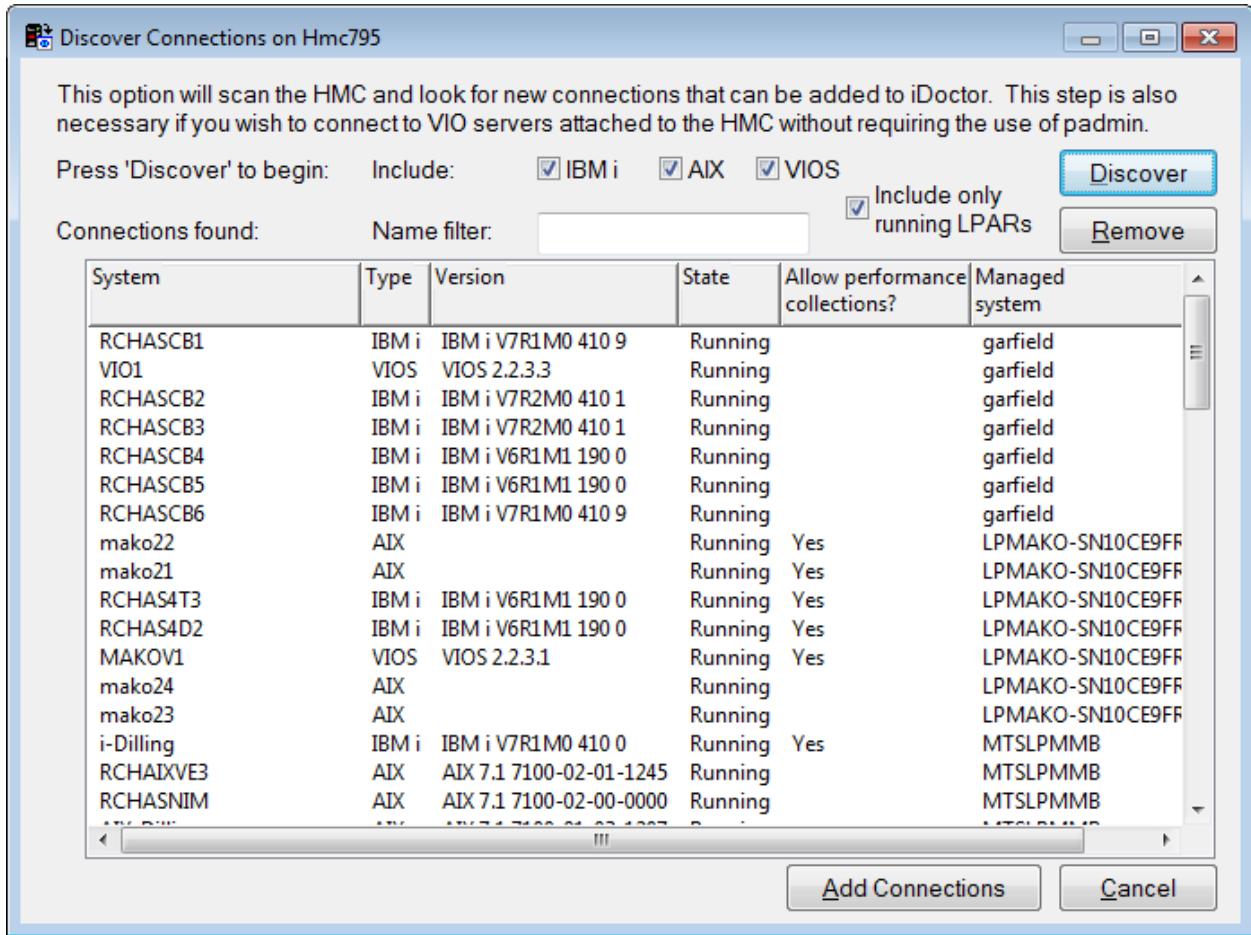 Discover Connections on Hmc795
This option will scan the HMC and look for new connections that can be added to iDoctor. This step is also
necessary if you wish to connect to VIO servers attached to the HMC without requiring the use of padmin.
Press 'Discover' to begin: Include: IBM i AIX VIOS Discover
Include only
running LPARs
Connections found: Name filter: Remove
System Type Version State Allow performance Managed
collections? system
RCHASCB1 IBM i IBM i V7R1M0 410 9 Running garfield
VIO1 VIOS VIOS 2.2.3.3 Running garfield
RCHASCB2 IBM i IBM i V7R2M0 410 1 Running garfield
RCHASCB3 IBM i IBM i V7R2M0 410 1 Running garfield
RCHASCB4 IBM i IBM i V6R1M1 190 0 Running garfield
RCHASCB5 IBM i IBM i V6R1M1 190 0 Running garfield
RCHASCB6 IBM i IBM i V7R1M0 410 9 Running garfield
mako22 AIX Running Yes LPMAKO-SN10CE9FR
mako21 AIX Running Yes LPMAKO-SN10CE9FR
RCHAS4T3 IBM i IBM i V6R1M1 190 0 Running Yes LPMAKO-SN10CE9FR
RCHAS4D2 IBM i IBM i V6R1M1 190 0 Running Yes LPMAKO-SN10CE9FR
MAKOV1 VIOS VIOS 2.2.3.1 Running Yes LPMAKO-SN10CE9FR
mako24 AIX Running LPMAKO-SN10CE9FR
mako23 AIX Running LPMAKO-SN10CE9FR
i-Dilling IBM i IBM i V7R1M0 410 0 Running Yes MTSLPMMB
RCHAIXVE3 AIX AIX 7.1 7100-02-01-1245 Running MTSLPMMB
RCHASNIM AIX AIX 7.1 7100-02-00-0000 Running MTSLPMMB
Add Connections Cancel